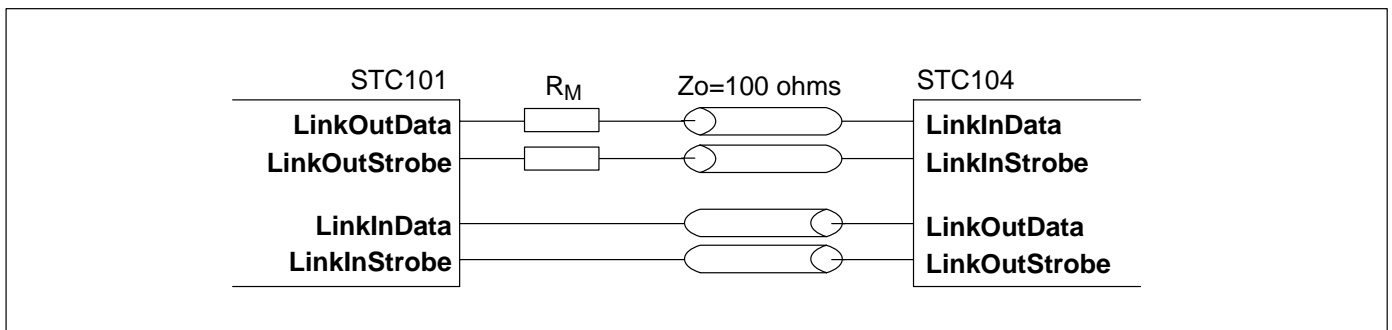 STC101 R_M Zo=100 ohms STC104
LinkOutData LinkInData
LinkOutStrobe LinkInStrobe
LinkInData LinkOutData
LinkInStrobe LinkOutStrobe